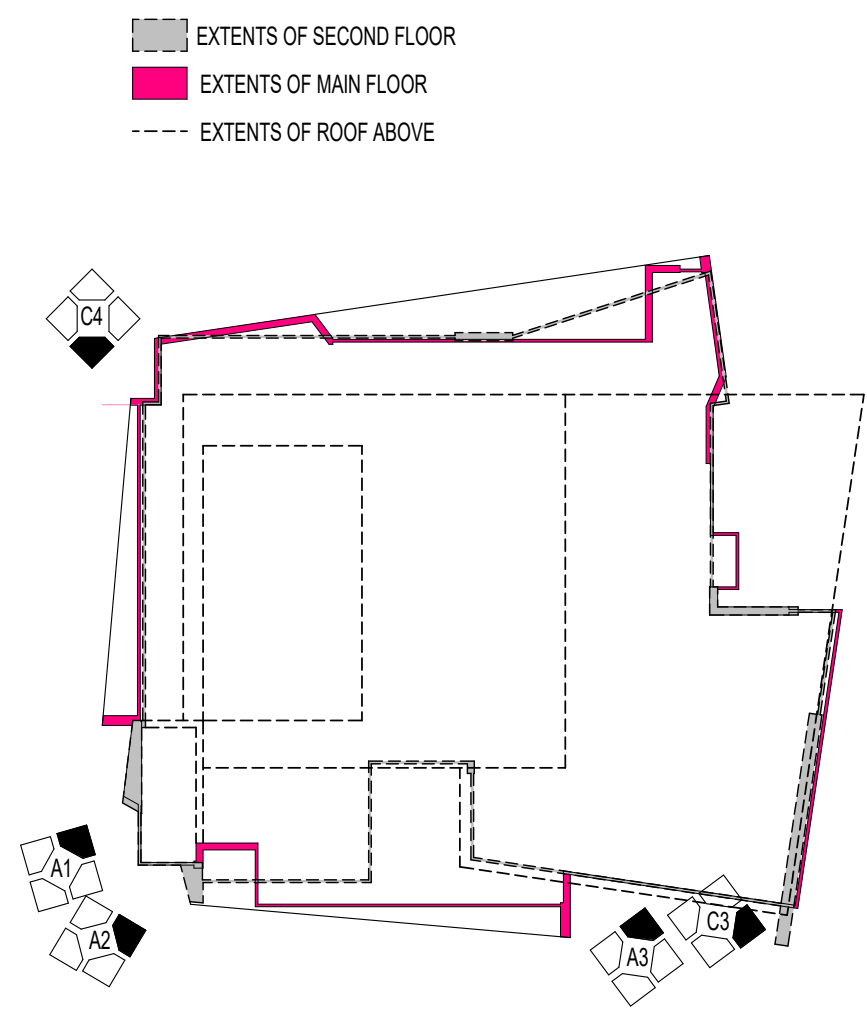 EXTENTS OF SECOND FLOOR
EXTENTS OF MAIN FLOOR
EXTENTS OF ROOF ABOVE
C4
A1
A2
A3
C3